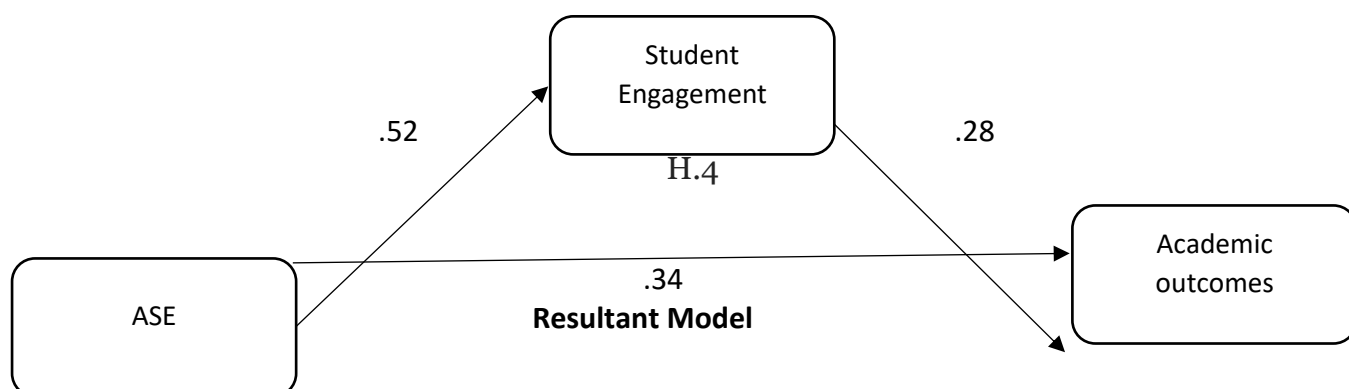 Student
Engagement
.52
.28
H.4
Academic
outcomes
.34
ASE
Resultant Model